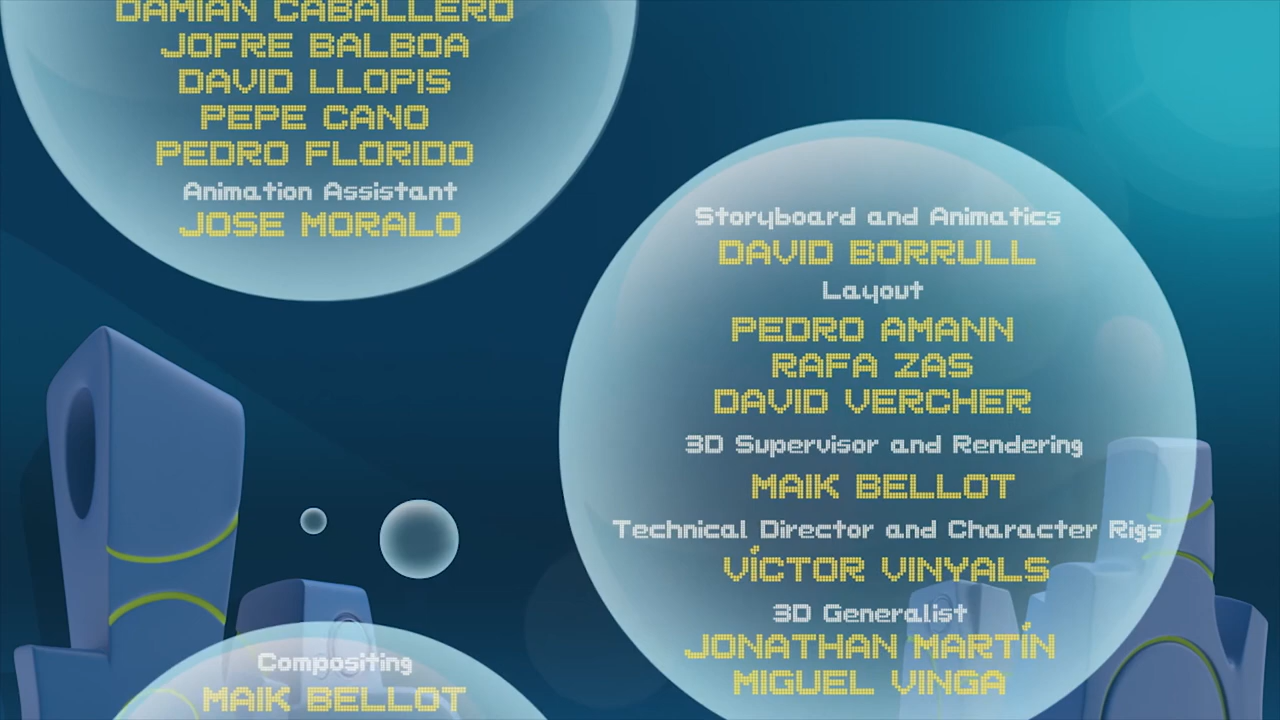 DAMIAN CABALLERO
JOFRE BALBOA
DAVID LLOPIS
PEPE CANO
PEDRO FLORIDO
Animation Assistant
JOSE MORALO
Storyboard and Animatics
DAVID BORRULL
Layout
PEDRO AMANN
RAFA ZAS
DAVID VERCHER
3D Supervisor and Rendering
MAIK BELLOT
Technical Director and Character Rigs
VÍCTOR VINYALS
3D Generalist
JONATHAN MARTÍN
MIGUEL VINGA
Compositing
MAIK BELLOT